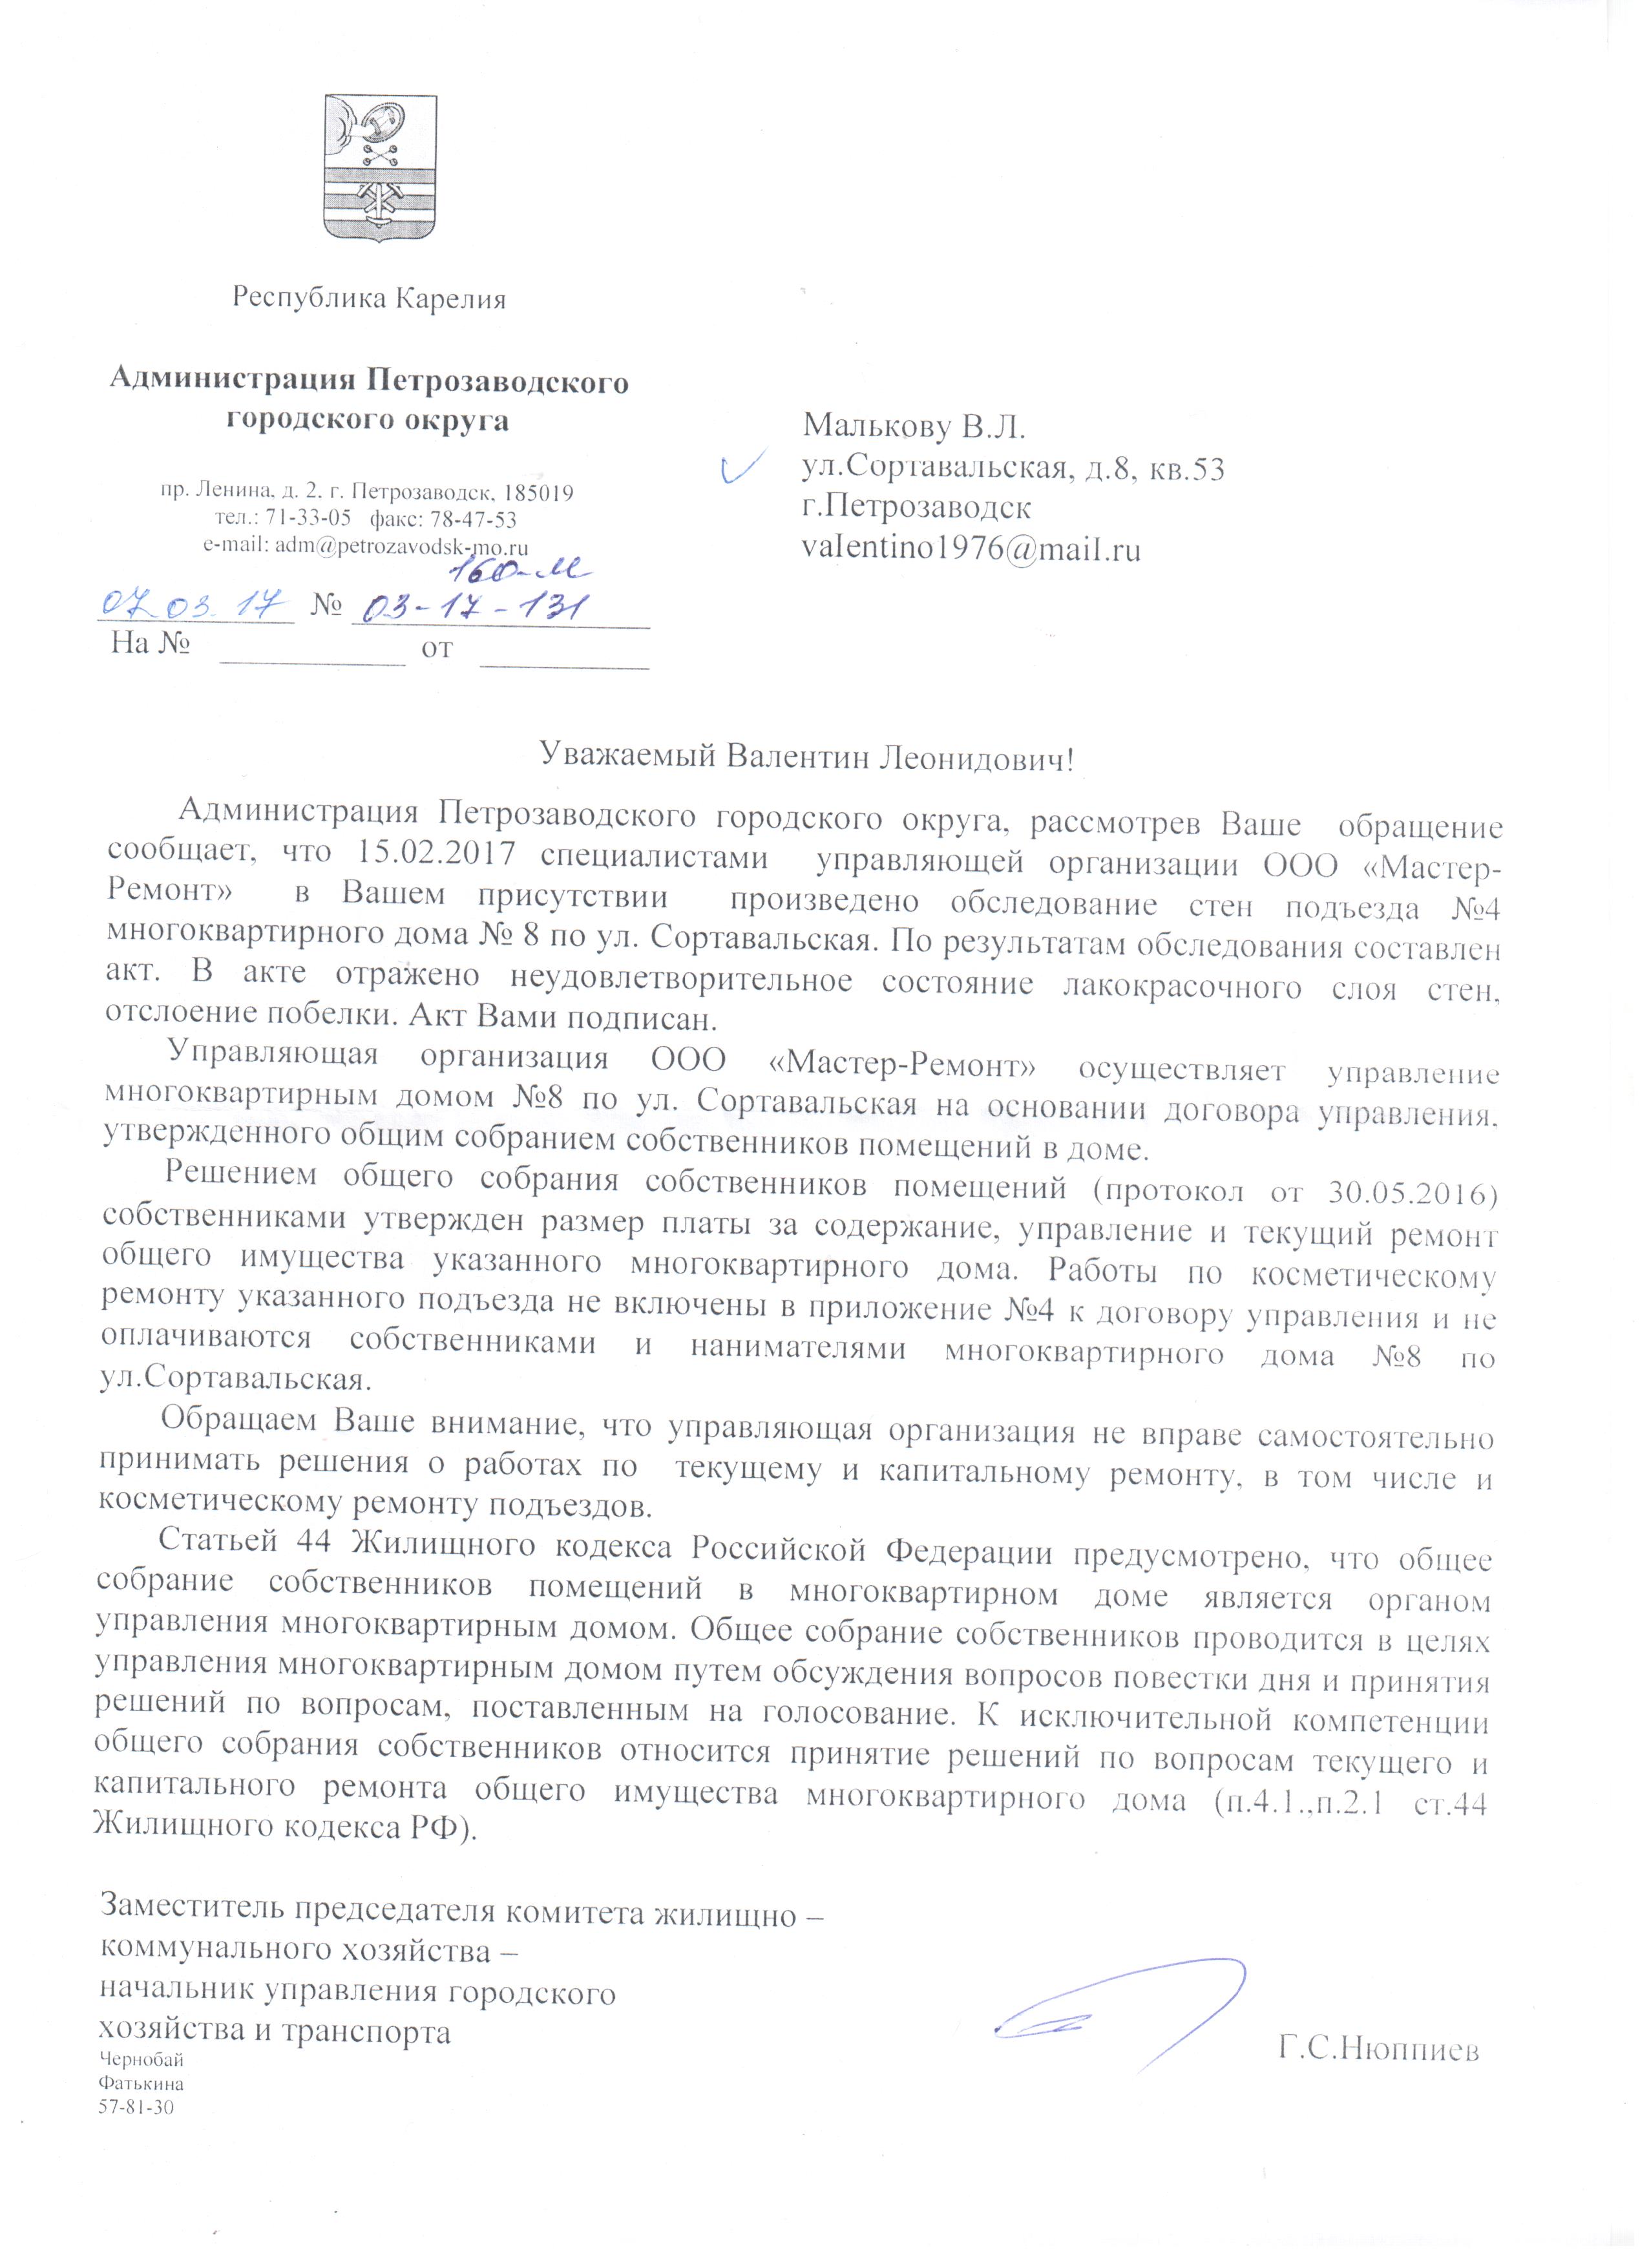 Республика Карелия
Администрация Петрозаводского
городского округа
пр. Ленина, д. 2, г. Петрозаводск, 185019
тел.: 71-33-05 факс: 78-47-53
e-mail: adm@petrozavodsk-mo.ru
160-м
07.03.17 № 03-17-131
На № от
Малькову В.Л.
ул.Сортавальская, д.8, кв.53
г.Петрозаводск
valentino1976@mail.ru
Уважаемый Валентин Леонидович!
Администрация Петрозаводского городского округа, рассмотрев Ваше обращение
сообщает, что 15.02.2017 специалистами управляющей организации ООО «Мастер-
Ремонт» в Вашем присутствии произведено обследование стен подъезда №4
многоквартирного дома № 8 по ул. Сортавальская. По результатам обследования составлен
акт. В акте отражено неудовлетворительное состояние лакокрасочного слоя стен,
отслоение побелки. Акт Вами подписан.
Управляющая организация ООО «Мастер-Ремонт» осуществляет управление
многоквартирным домом №8 по ул. Сортавальская на основании договора управления,
утвержденного общим собранием собственников помещений в доме.
Решением общего собрания собственников помещений (протокол от 30.05.2016)
собственниками утвержден размер платы за содержание, управление и текущий ремонт
общего имущества указанного многоквартирного дома. Работы по косметическому
ремонту указанного подъезда не включены в приложение №4 к договору управления и не
оплачиваются собственниками и нанимателями многоквартирного дома №8 по
ул.Сортавальская.
Обращаем Ваше внимание, что управляющая организация не вправе самостоятельно
принимать решения о работах по текущему и капитальному ремонту, в том числе и
косметическому ремонту подъездов.
Статьей 44 Жилищного кодекса Российской Федерации предусмотрено, что общее
собрание собственников помещений в многоквартирном доме является органом
управления многоквартирным домом. Общее собрание собственников проводится в целях
управления многоквартирным домом путем обсуждения вопросов повестки дня и принятия
решений по вопросам, поставленным на голосование. К исключительной компетенции
общего собрания собственников относится принятие решений по вопросам текущего и
капитального ремонта общего имущества многоквартирного дома (п.4.1.,п.2.1 ст.44
Жилищного кодекса РФ).
Заместитель председателя комитета жилищно –
коммунального хозяйства –
начальник управления городского
хозяйства и транспорта
Г.С.Нюппиев
Чернобай
Фатькина
57-81-30